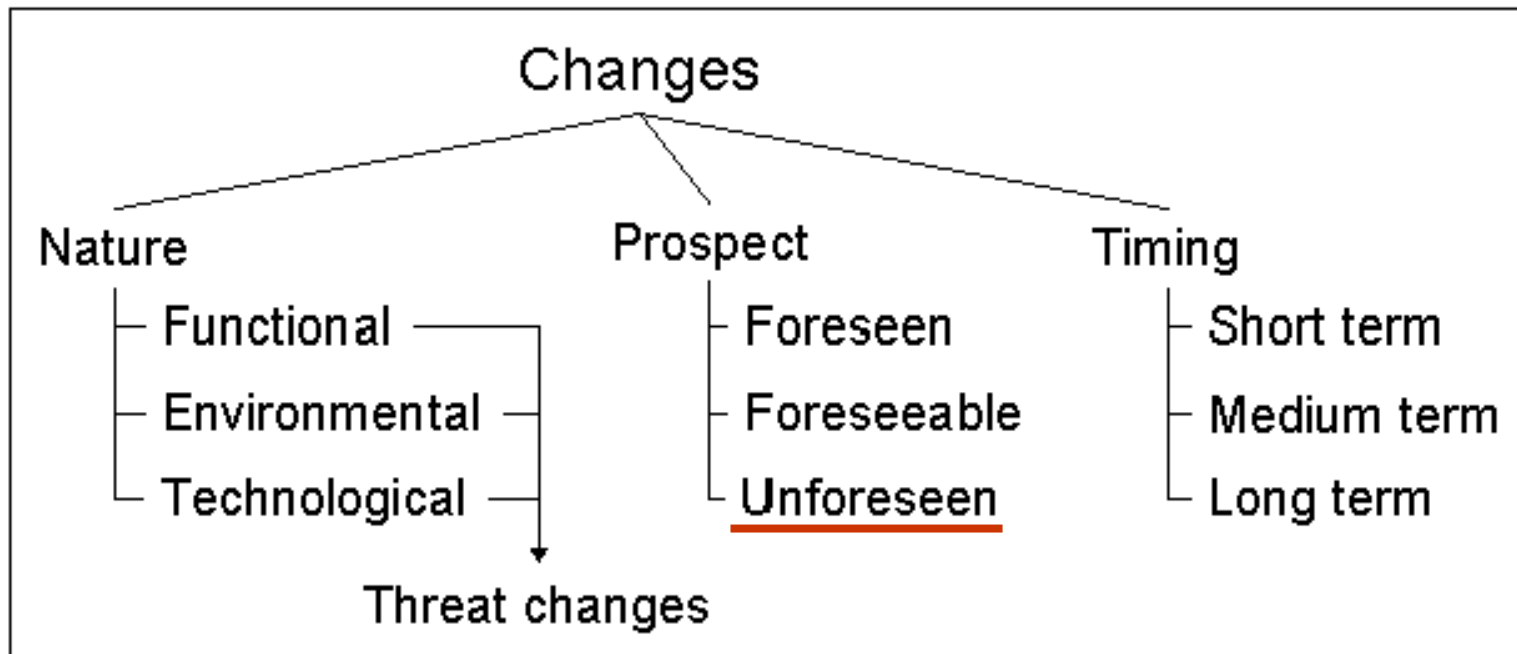 Changes
Nature
Prospect
Timing
Functional
Foreseen
Short term
Environmental
Foreseeable
Medium term
Technological
Unforeseen
Long term
Threat changes